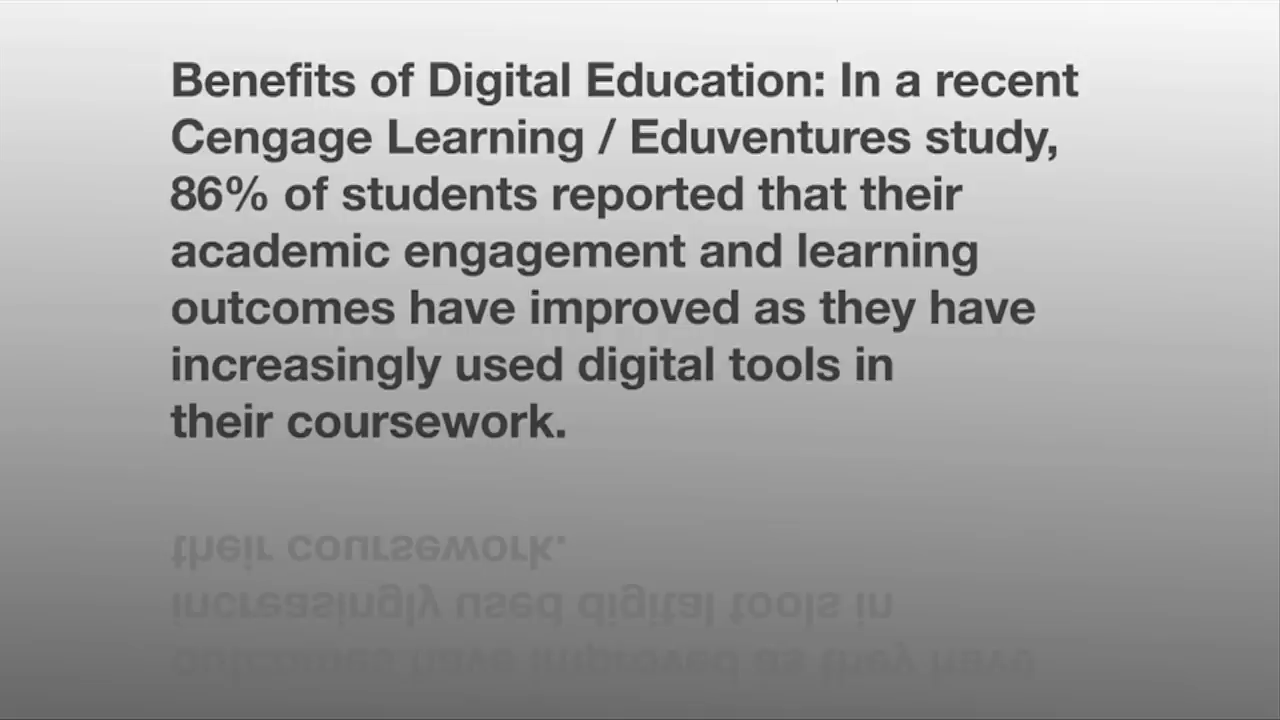 Benefits of Digital Education: In a recent
Cengage Learning / Eduventures study,
86% of students reported that their
academic engagement and learning
outcomes have improved as they have
increasingly used digital tools in
their coursework.